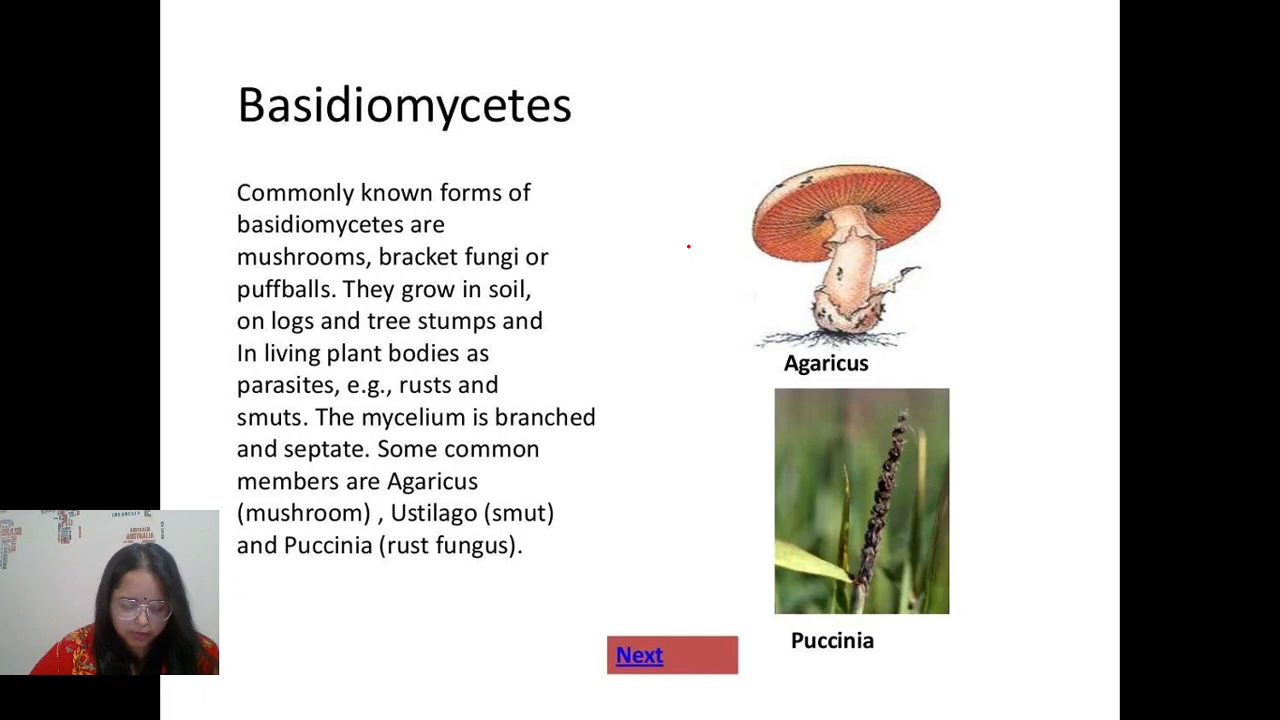 Basidiomycetes
Commonly known forms of
basidiomycetes are
mushrooms, bracket fungi or
puffballs. They grow in soil,
on logs and tree stumps and
In living plant bodies as
parasites, e.g., rusts and
smuts. The mycelium is branched
and septate. Some common
members are Agaricus
(mushroom) , Ustilago (smut)
and Puccinia (rust fungus).
Agaricus
Puccinia
Next
AUSTRALIA